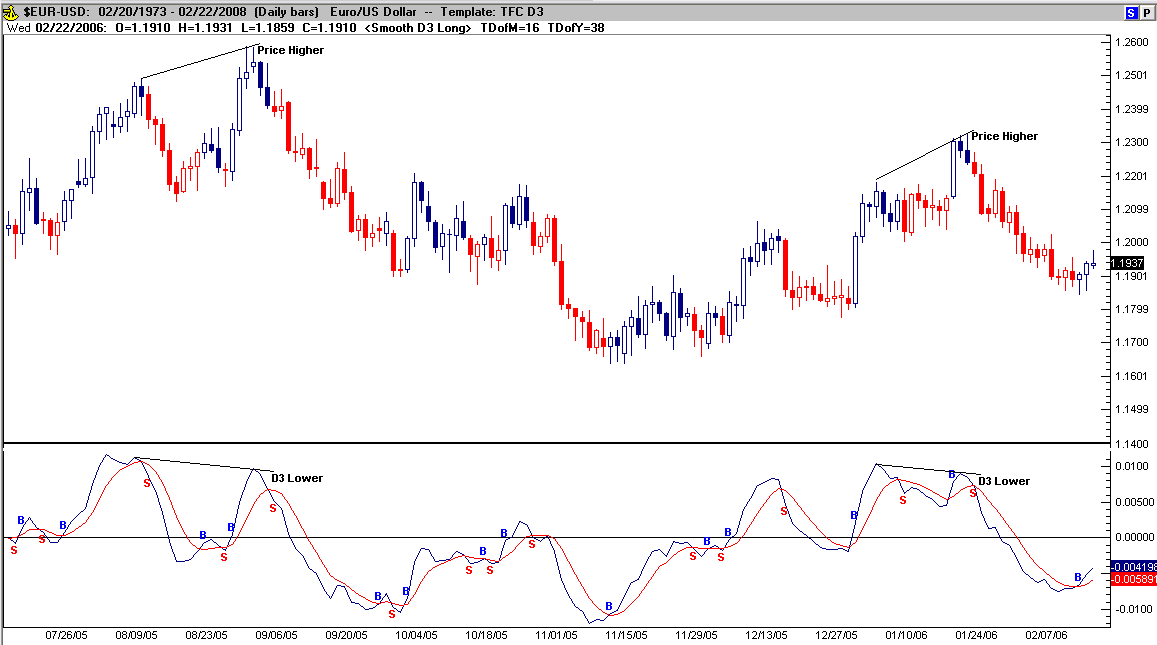 $EUR-USD: 02/20/1973 - 02/22/2008 (Daily bars) Euro/US Dollar -- Template: TFC D3
S P
Wed 02/22/2006: O=1.1910 H=1.1931 L=1.1859 C=1.1910 <Smooth D3 Long> TDofM=16 TDofY=38
1.2600
Price Higher
1.2501
1.2399
Price Higher
1.2300
1.2201
1.2099
1.2000
1.1937
1.1901
1.1799
1.1700
1.1601
1.1499
1.1400
0.0100
D3 Lower
D3 Lower
0.00500
0.00000
-0.004198
-0.005891
-0.0100
B B B B B B B B B B B B B
S S S S S S S S S S S S S S
07/26/05 08/09/05 08/23/05 09/06/05 09/20/05 10/04/05 10/18/05 11/01/05 11/15/05 11/29/05 12/13/05 12/27/05 01/10/06 01/24/06 02/07/06